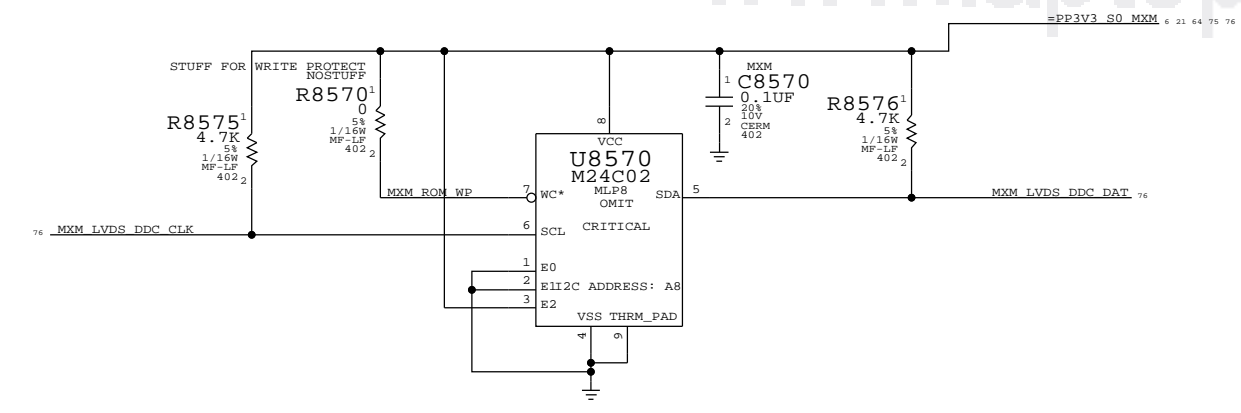 =PP3V3_S0_MXM 6 21 64 75 76
STUFF FOR WRITE PROTECT
NOSTUFF
R8570 1
0
5%
1/16W
MF-LF
402 2
R8575 1
4.7K
5%
1/16W
MF-LF
402 2
MXM
1 C8570
0.1UF
20%
10V
2 CERM
402
R8576 1
4.7K
5%
1/16W
MF-LF
402 2
8
VCC
U8570
M24C02
MLP8
OMIT
CRITICAL
MXM_ROM_WP 7 WC*
SDA 5 MXM_LVDS_DDC_DAT 76
76 MXM_LVDS_DDC_CLK 6 SCL
1 E0
2 E1 I2C ADDRESS: A8
3 E2
VSS THRM_PAD
4 9